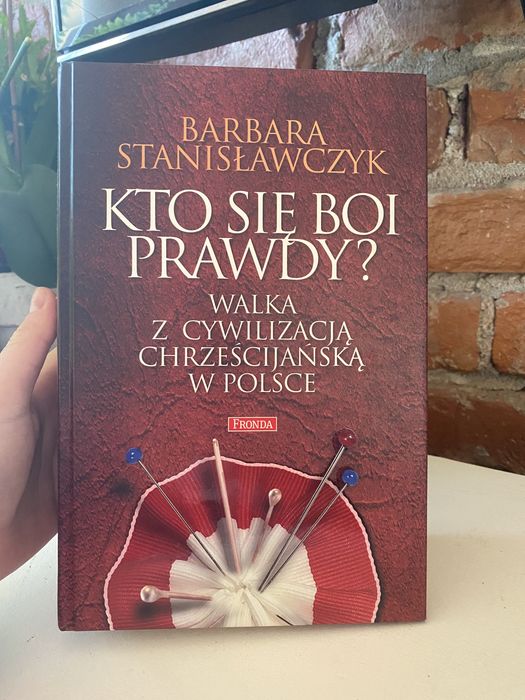 BARBARA
STANISŁAWCZYK
KTO SIĘ BOI
PRAWDY?
WALKA
Z CYWILIZACJĄ
CHRZEŚCIJAŃSKĄ
W POLSCE
FRONDA